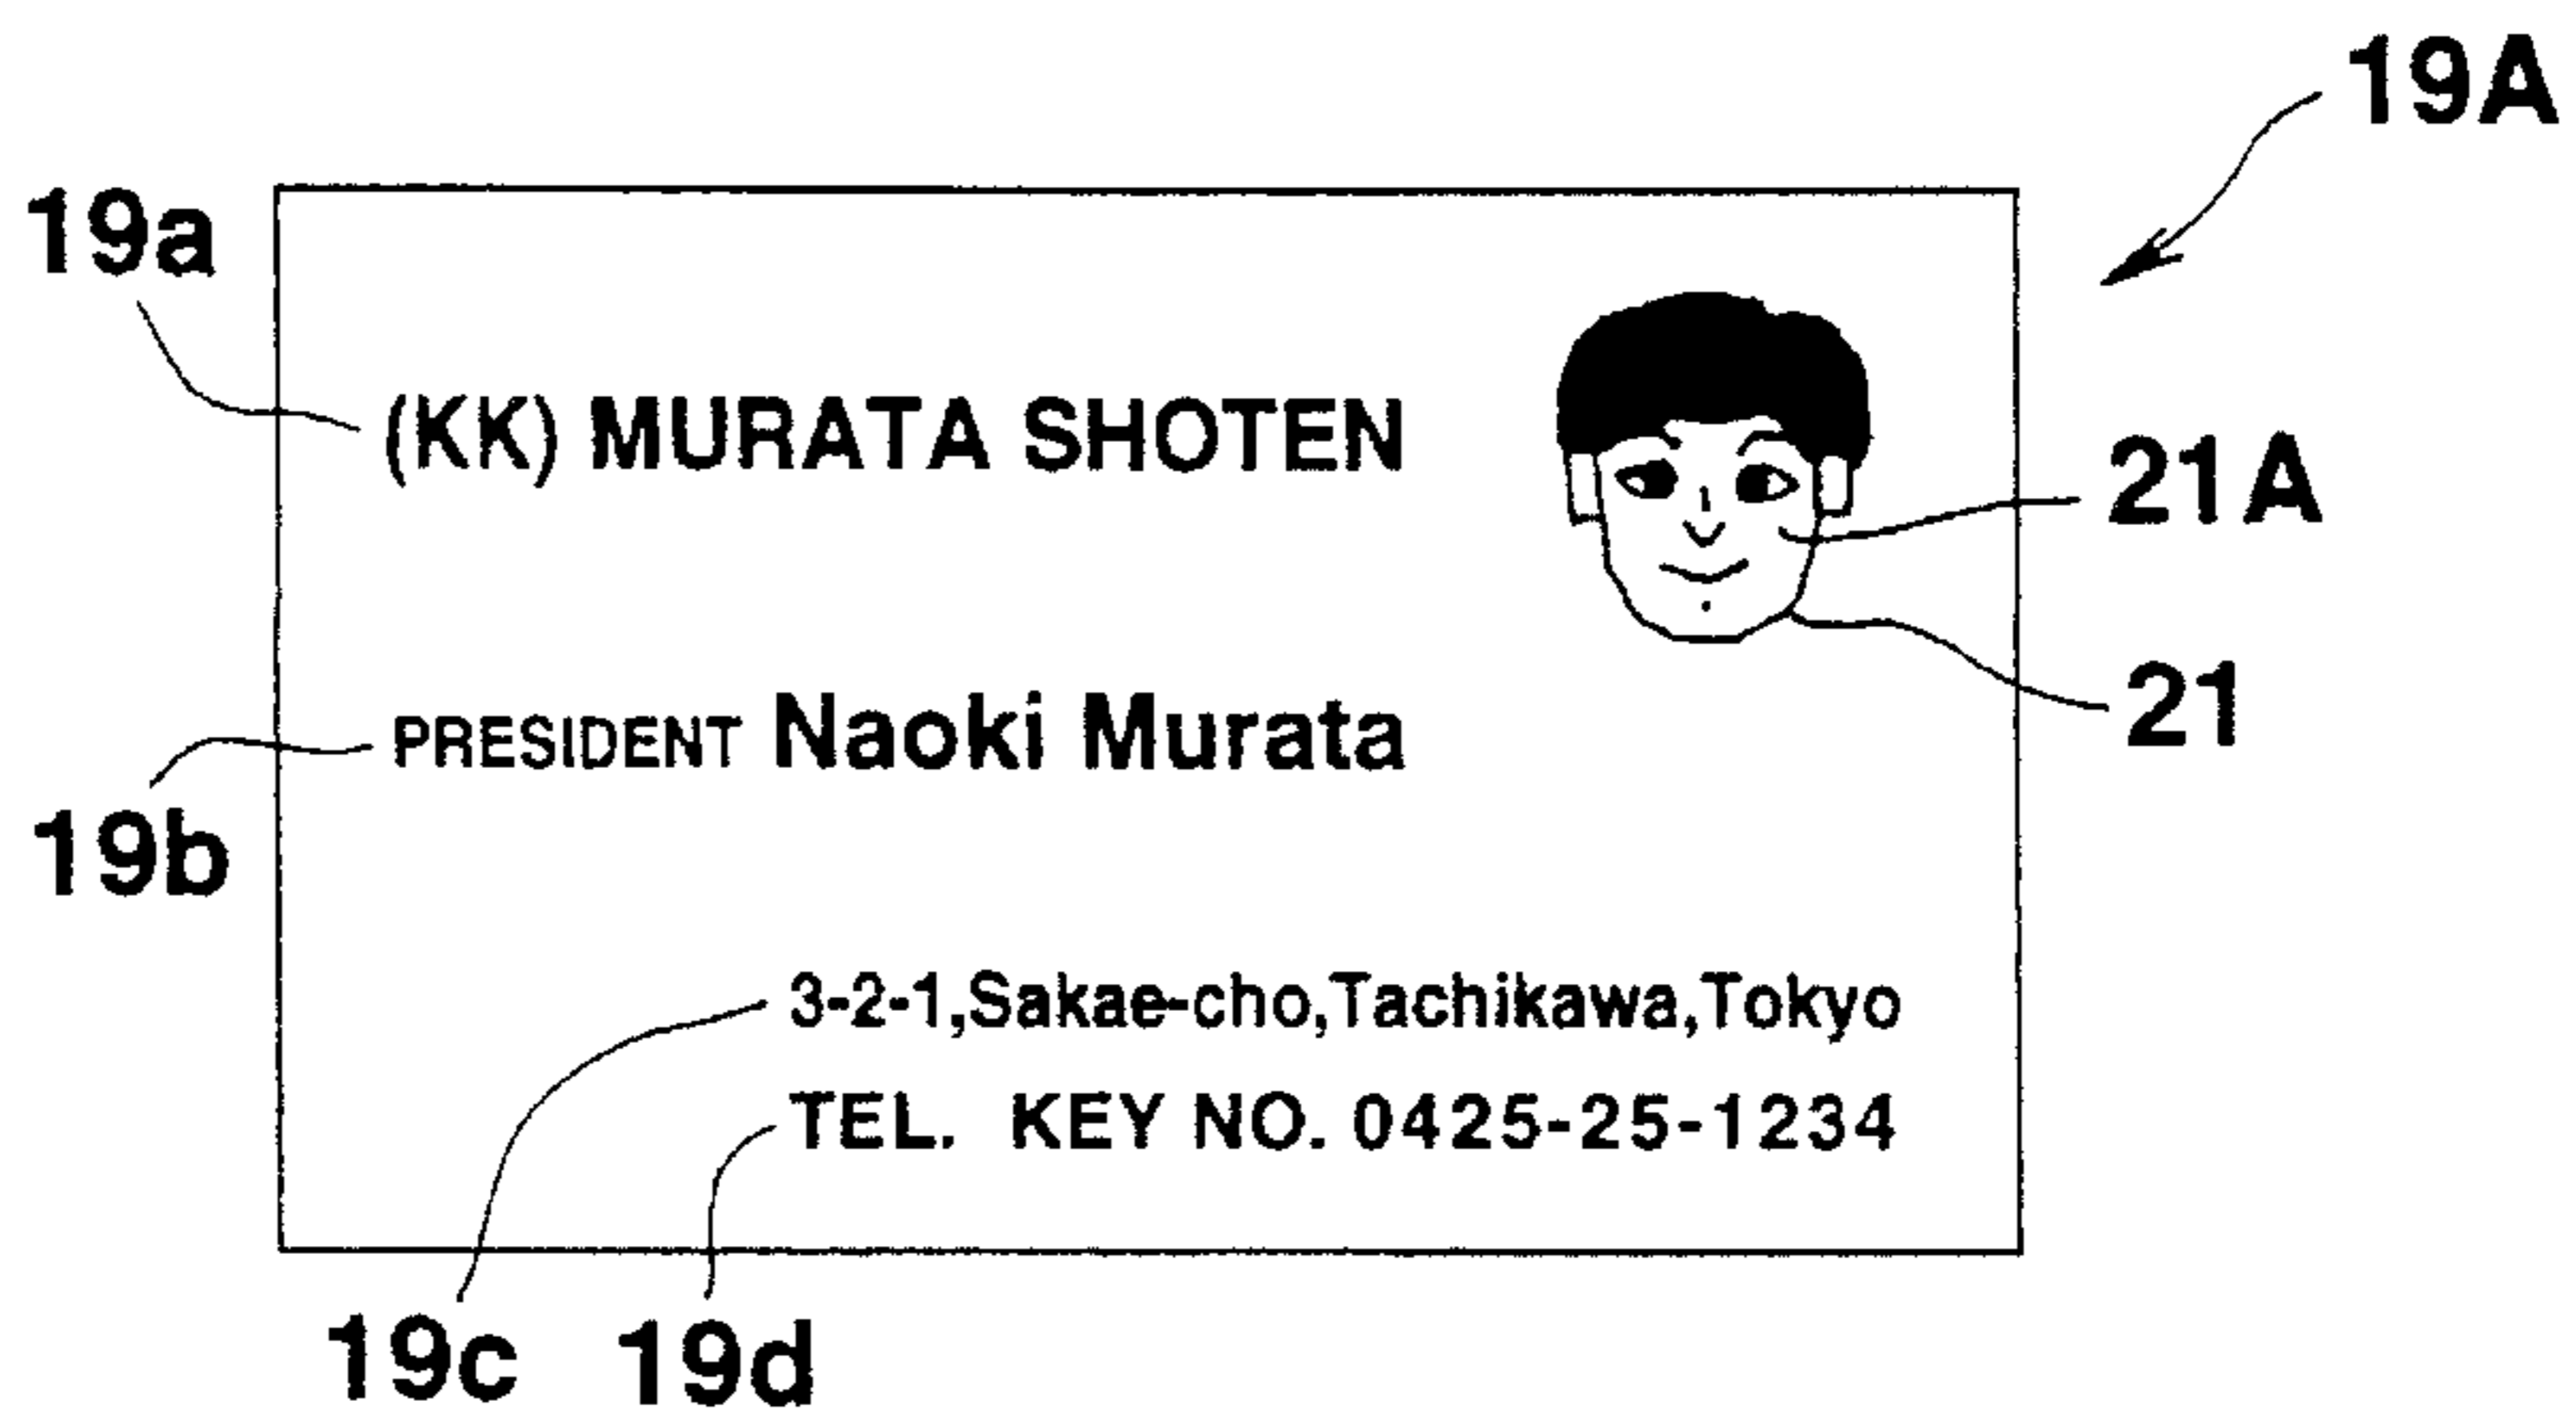 19A
19a
(KK) MURATA SHOTEN
21A
21
PRESIDENT Naoki Murata
19b
3-2-1,Sakae-cho,Tachikawa,Tokyo
TEL. KEY NO. 0425-25-1234
19c 19d